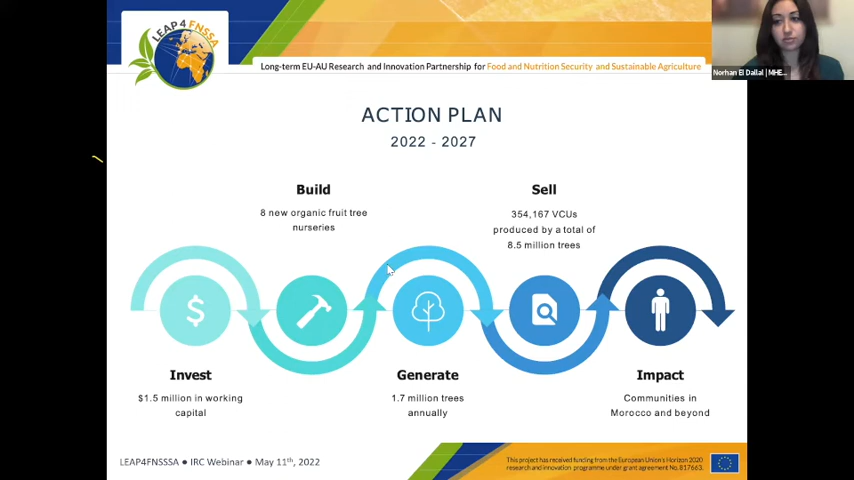 LEAP4FNSSA
Long-term EU-AU Research and Innovation Partnership for Food and Nutrition Security and Sustainable Agriculture
Norhan El Dallal | MHE...
ACTION PLAN
2022 - 2027
Build
8 new organic fruit tree
nurseries
Sell
354,167 VCUs
produced by a total of
8.5 million trees
$
Invest
$1.5 million in working
capital
Generate
1.7 million trees
annually
Impact
Communities in
Morocco and beyond
LEAP4FNSSSA ● IRC Webinar ● May 11th, 2022
This project has received funding from the European Union's Horizon 2020
research and innovation programme under grant agreement No. 817663.